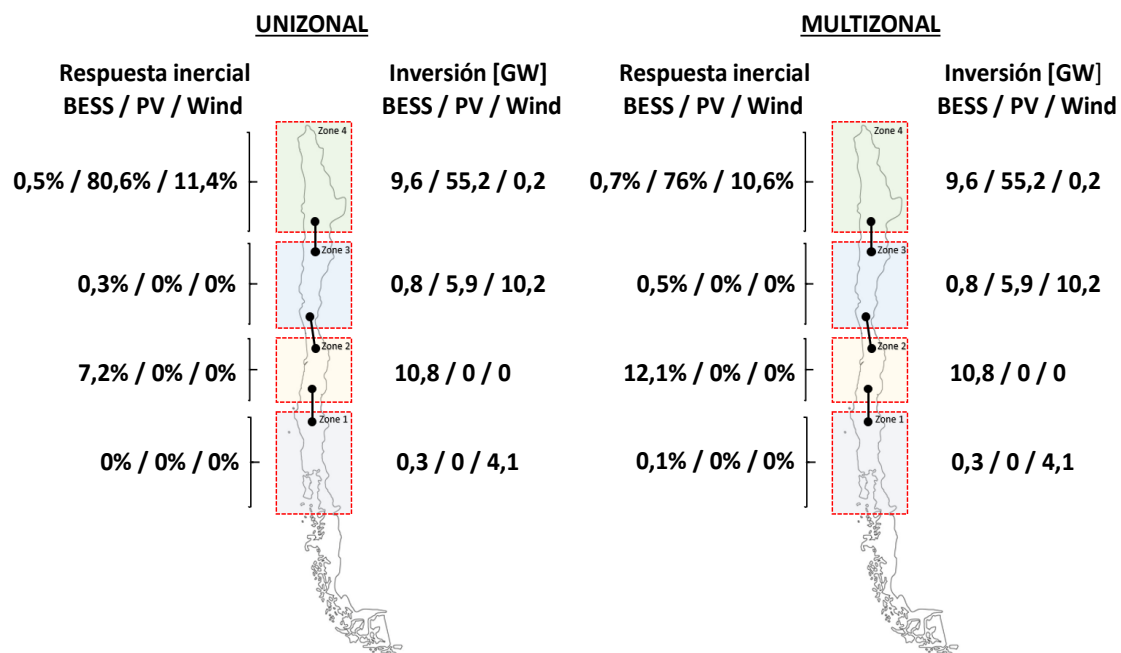 UNIZONAL
Respuesta inercial
BESS / PV / Wind
Inversión [GW]
BESS / PV / Wind
Zone 4
0,5% / 80,6% / 11,4%
9,6 / 55,2 / 0,2
Zone 3
0,3% / 0% / 0%
0,8 / 5,9 / 10,2
Zone 2
7,2% / 0% / 0%
10,8 / 0 / 0
Zone 1
0% / 0% / 0%
0,3 / 0 / 4,1
MULTIZONAL
Respuesta inercial
BESS / PV / Wind
Inversión [GW]
BESS / PV / Wind
Zone 4
0,7% / 76% / 10,6%
9,6 / 55,2 / 0,2
Zone 3
0,5% / 0% / 0%
0,8 / 5,9 / 10,2
Zone 2
12,1% / 0% / 0%
10,8 / 0 / 0
Zone 1
0,1% / 0% / 0%
0,3 / 0 / 4,1